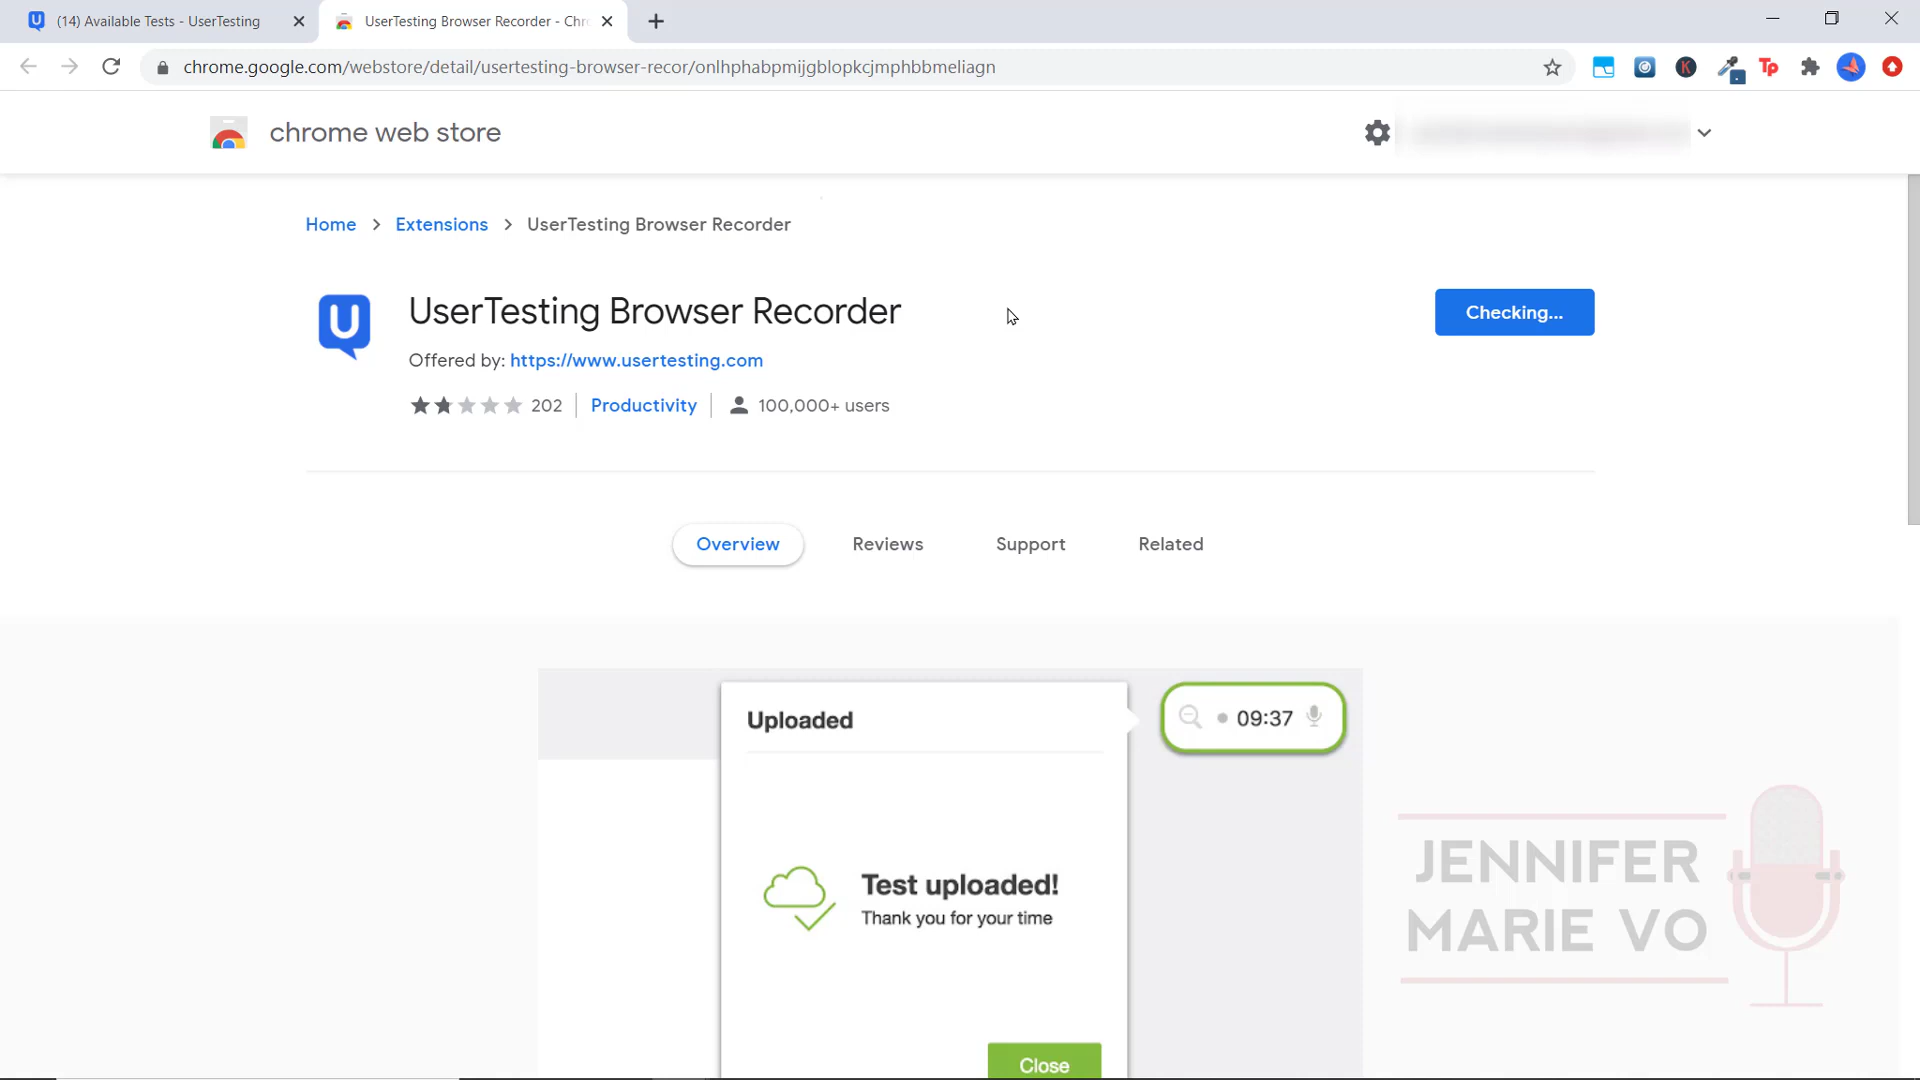 (14) Available Tests - UserTesting
UserTesting Browser Recorder - Chr
chrome.google.com/webstore/detail/usertesting-browser-recor/onlhphabpmijgblopkcjmphbbmeliagn
K
Tp
chrome web store
Home > Extensions > UserTesting Browser Recorder
U
UserTesting Browser Recorder
Checking...
Offered by: https://www.usertesting.com
202 Productivity 100,000+ users
Overview Reviews Support Related
Uploaded
09:37
Test uploaded!
Thank you for your time
Close
JENNIFER
MARIE VO